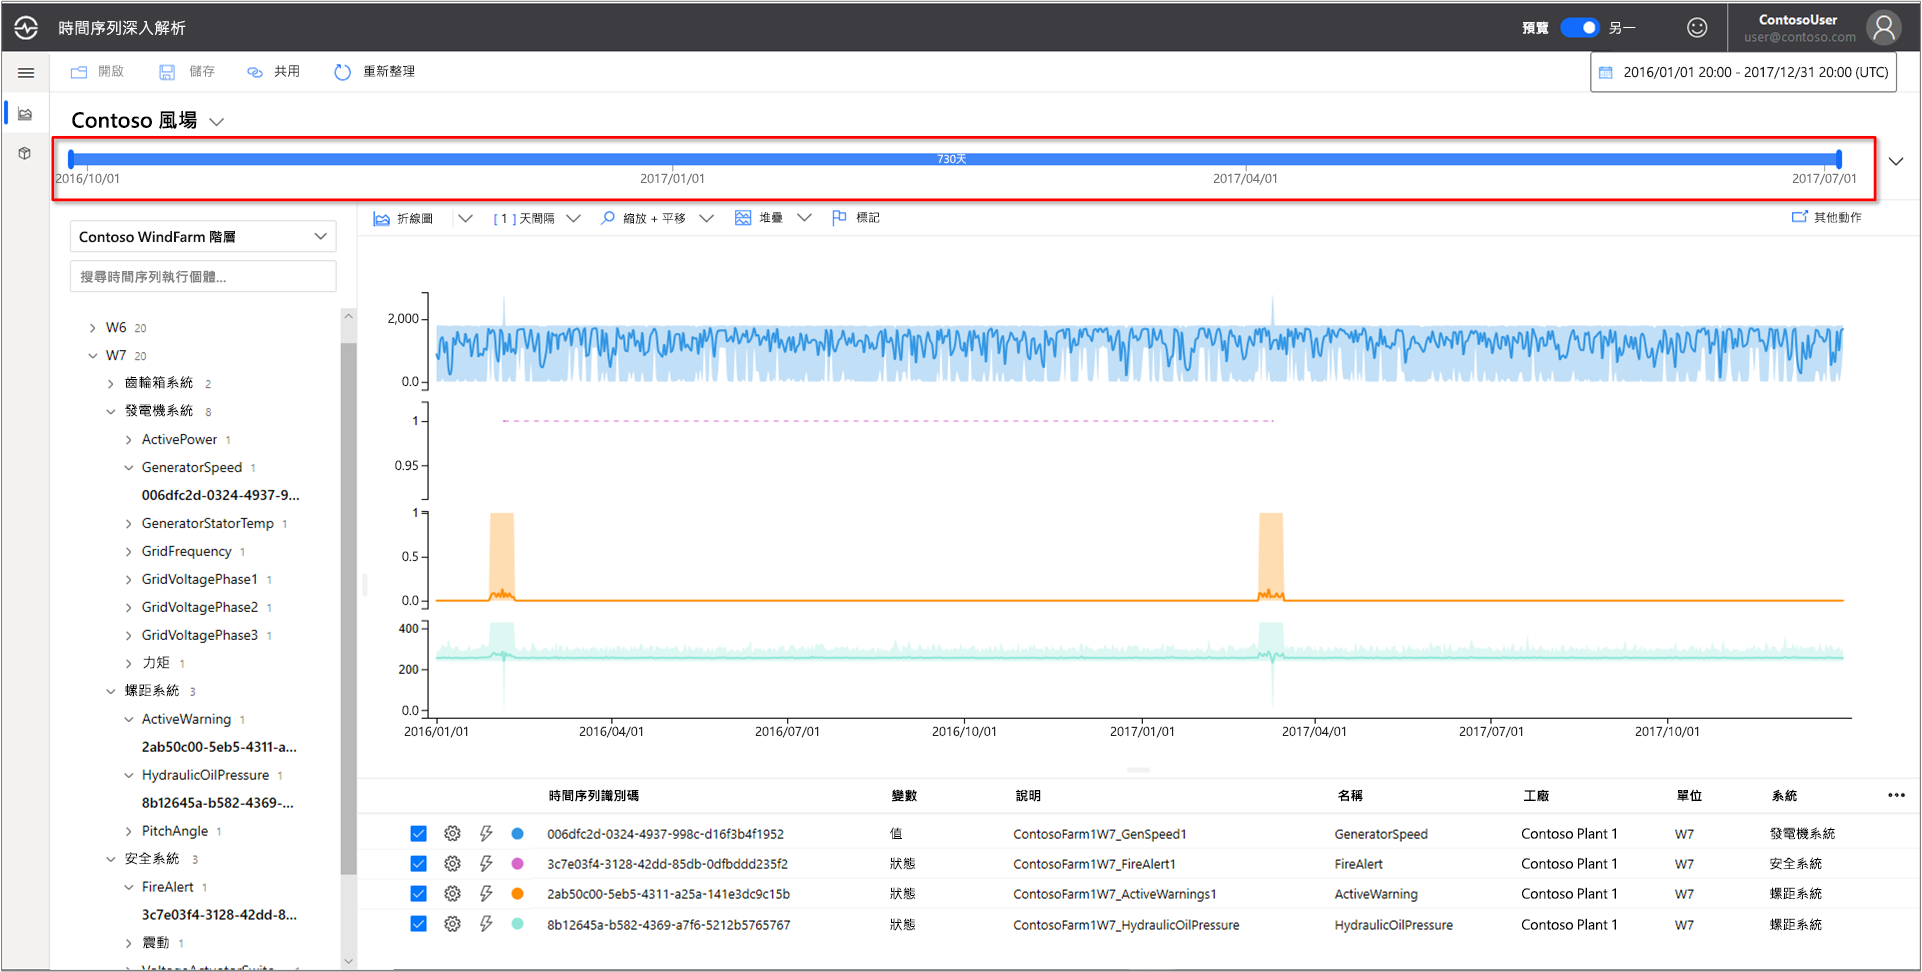 時間序列深入解析
預覽 另一
ContosoUser
user@contoso.com
開啟 儲存 共用 重新整理
2016/01/01 20:00 - 2017/12/31 20:00 (UTC)
Contoso 風場
730天
2016/10/01 2017/01/01 2017/04/01 2017/07/01
折線圖 [ 1 ] 天間隔 縮放 + 平移 堆疊 標記 其他動作
Contoso WindFarm 階層
搜尋時間序列執行個體...
W6 20
W7 20
齒輪箱系統 2
發電機系統 8
ActivePower 1
GeneratorSpeed 1
006dfc2d-0324-4937-9...
GeneratorStatorTemp 1
GridFrequency 1
GridVoltagePhase1 1
GridVoltagePhase2 1
GridVoltagePhase3 1
力矩 1
螺距系統 3
ActiveWarning 1
2ab50c00-5eb5-4311-a...
HydraulicOilPressure 1
8b12645a-b582-4369-...
PitchAngle 1
安全系統 3
FireAlert 1
3c7e03f4-3128-42dd-8...
震動 1
2,000
0.0
1
0.95
1
0.5
0.0
400
200
0.0
2016/01/01 2016/04/01 2016/07/01 2016/10/01 2017/01/01 2017/04/01 2017/07/01 2017/10/01
時間序列識別碼 變數 說明 名稱 工廠 單位 系統
006dfc2d-0324-4937-998c-d16f3b4f1952 值 ContosoFarm1W7_GenSpeed1 GeneratorSpeed Contoso Plant 1 W7 發電機系統
3c7e03f4-3128-42dd-85db-0dfbddd235f2 狀態 ContosoFarm1W7_FireAlert1 FireAlert Contoso Plant 1 W7 安全系統
2ab50c00-5eb5-4311-a25a-141e3dc9c15b 狀態 ContosoFarm1W7_ActiveWarnings1 ActiveWarning Contoso Plant 1 W7 螺距系統
8b12645a-b582-4369-a7f6-5212b5765767 狀態 ContosoFarm1W7_HydraulicOilPressure HydraulicOilPressure Contoso Plant 1 W7 螺距系統